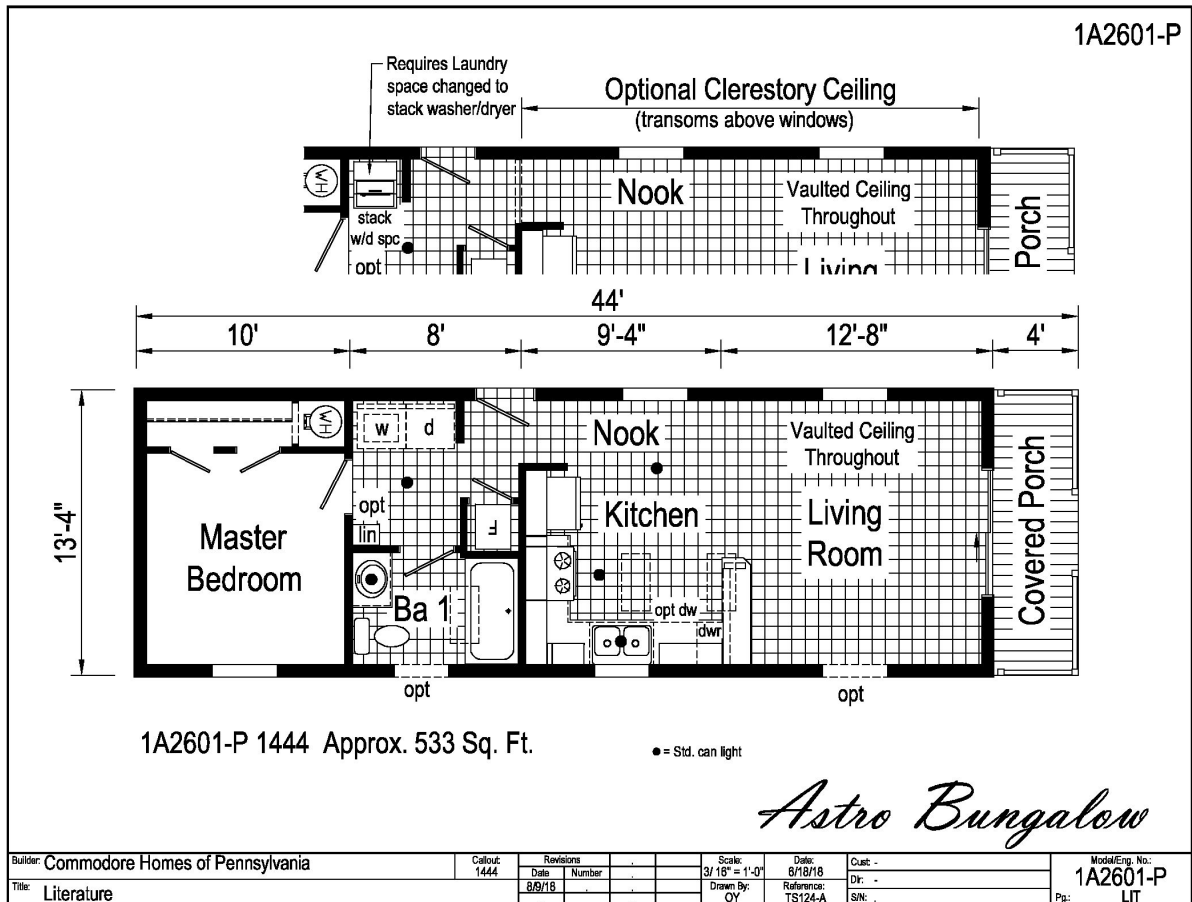 1A2601-P
Requires Laundry
space changed to
stack washer/dryer
Optional Clerestory Ceiling
(transoms above windows)
WH
Nook
Vaulted Ceiling
Throughout
Porch
stack
w/d spc
opt
Living
44'
10'
8'
9'-4"
12'-8"
4'
13'-4"
WH
w
d
Nook
Vaulted Ceiling
Throughout
Master
Bedroom
opt
lin
F
Kitchen
Living
Room
Covered Porch
Ba 1
opt dw
dwr
opt
opt
1A2601-P 1444 Approx. 533 Sq. Ft.
● = Std. can light
Astro Bungalow
Builder: Commodore Homes of Pennsylvania
Title: Literature
Callout:
1444
Revisions
Date Number
8/9/18
Scale:
3/16" = 1'-0"
Drawn By:
OY
Date:
6/18/18
Reference:
TS124-A
Cust: -
Dlr: -
S/N: .
Model/Eng. No.:
1A2601-P
Pg.: LIT